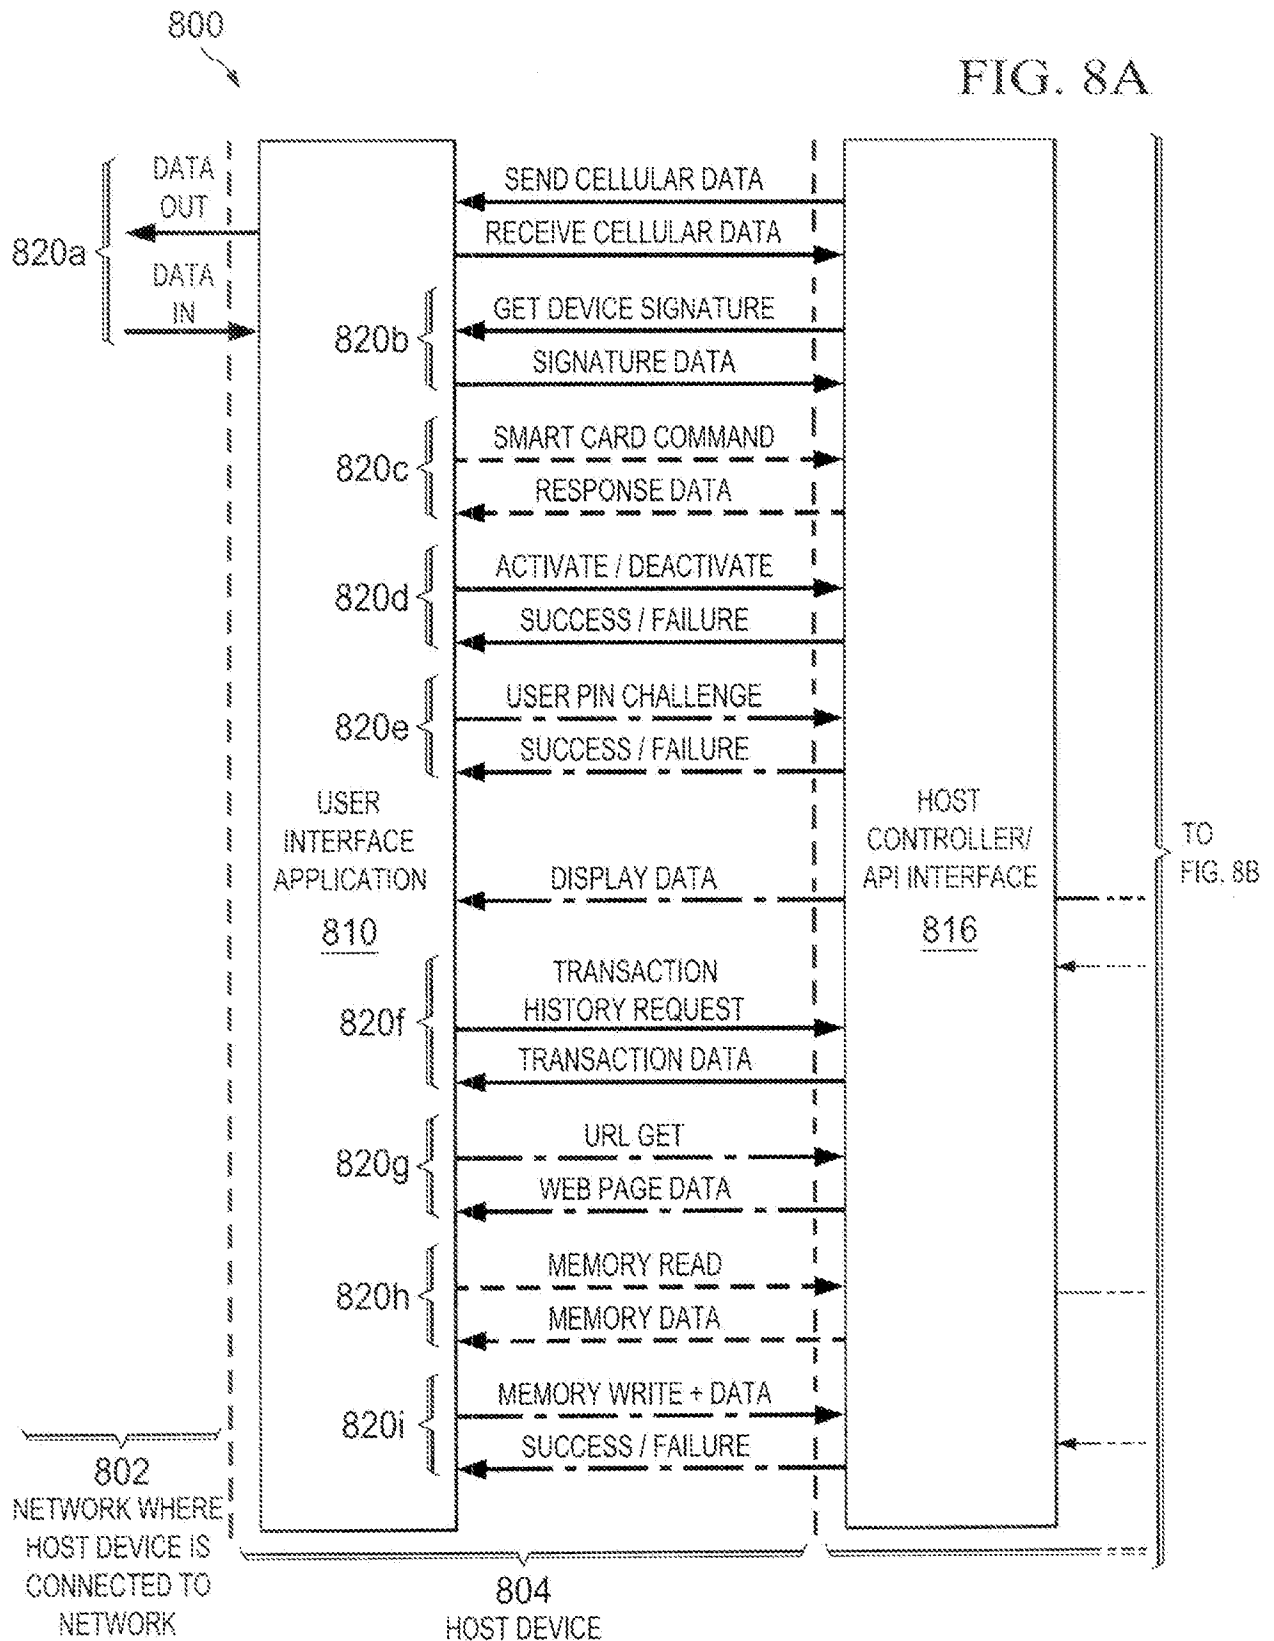 800
FIG. 8A
DATA
OUT
820a
DATA
IN
SEND CELLULAR DATA
RECEIVE CELLULAR DATA
820b
GET DEVICE SIGNATURE
SIGNATURE DATA
820c
SMART CARD COMMAND
RESPONSE DATA
820d
ACTIVATE / DEACTIVATE
SUCCESS / FAILURE
820e
USER PIN CHALLENGE
SUCCESS / FAILURE
USER
INTERFACE
APPLICATION
810
DISPLAY DATA
HOST
CONTROLLER/
API INTERFACE
816
TO
FIG. 8B
820f
TRANSACTION
HISTORY REQUEST
TRANSACTION DATA
820g
URL GET
WEB PAGE DATA
820h
MEMORY READ
MEMORY DATA
820i
MEMORY WRITE + DATA
SUCCESS / FAILURE
802
NETWORK WHERE
HOST DEVICE IS
CONNECTED TO
NETWORK
804
HOST DEVICE